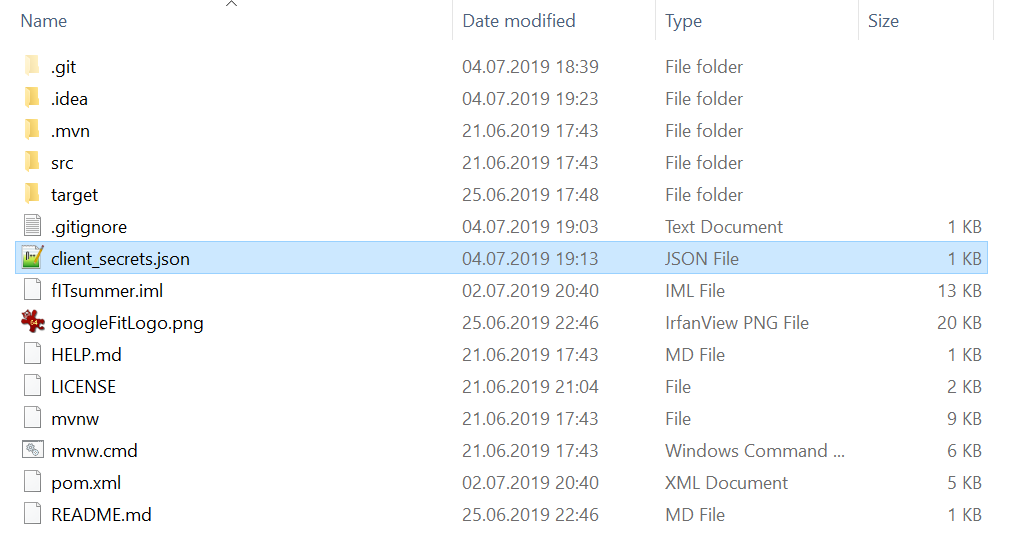 Name Date modified Type Size
.git 04.07.2019 18:39 File folder
.idea 04.07.2019 19:23 File folder
.mvn 21.06.2019 17:43 File folder
src 21.06.2019 17:43 File folder
target 25.06.2019 17:48 File folder
.gitignore 04.07.2019 19:03 Text Document 1 KB
client_secrets.json 04.07.2019 19:13 JSON File 1 KB
fITsummer.iml 02.07.2019 20:40 IML File 13 KB
googleFitLogo.png 25.06.2019 22:46 IrfanView PNG File 20 KB
HELP.md 21.06.2019 17:43 MD File 1 KB
LICENSE 21.06.2019 21:04 File 2 KB
mvnw 21.06.2019 17:43 File 9 KB
mvnw.cmd 21.06.2019 17:43 Windows Command ... 6 KB
pom.xml 02.07.2019 20:40 XML Document 5 KB
README.md 25.06.2019 22:46 MD File 1 KB